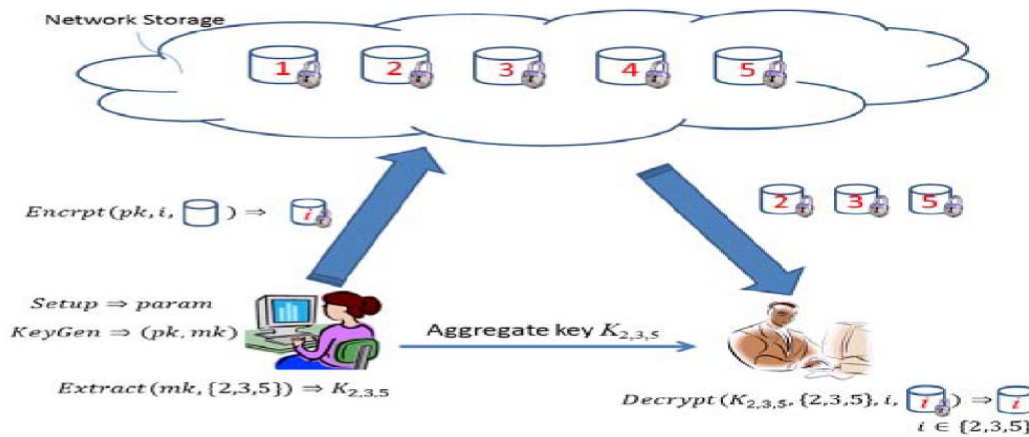 Network Storage
1 2 3 4 5
Encrpt(pk, i, ) ⇒ i
2 3 5
Setup ⇒ param
KeyGen ⇒ (pk, mk)
Aggregate key K₂,₃,₅
Extract(mk, {2,3,5}) ⇒ K₂,₃,₅
Decrypt(K₂,₃,₅, {2,3,5}, i, i ) ⇒ i
i ∈ {2,3,5}